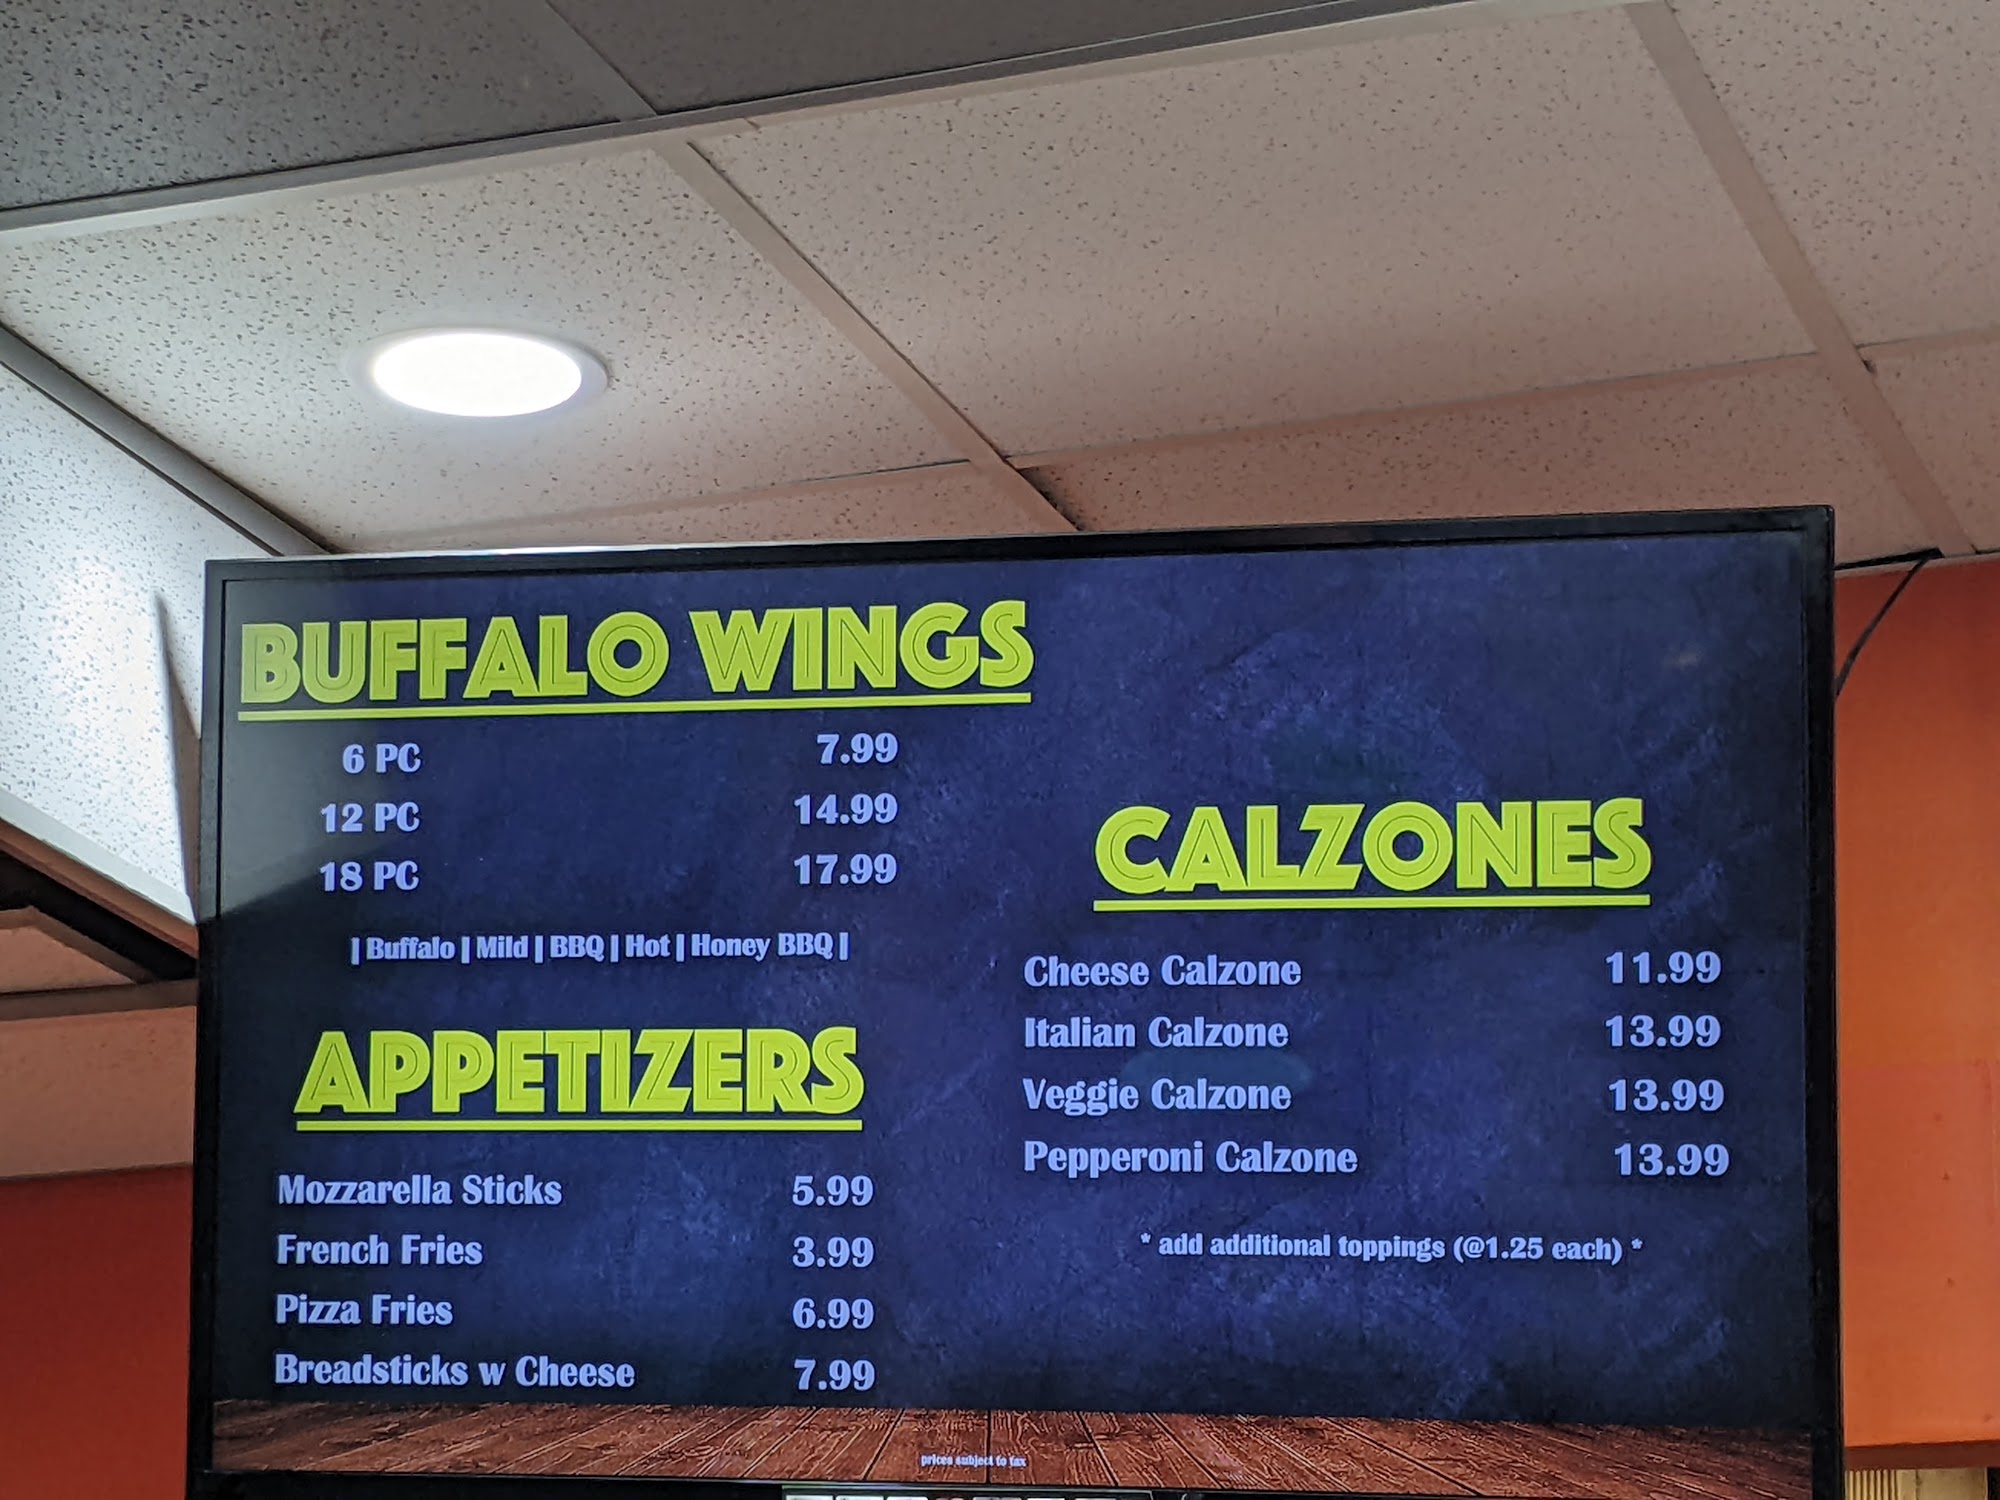 BUFFALO WINGS
6 PC 7.99
12 PC 14.99
18 PC 17.99
| Buffalo | Mild | BBQ | Hot | Honey BBQ |
APPETIZERS
Mozzarella Sticks 5.99
French Fries 3.99
Pizza Fries 6.99
Breadsticks w Cheese 7.99
CALZONES
Cheese Calzone 11.99
Italian Calzone 13.99
Veggie Calzone 13.99
Pepperoni Calzone 13.99
* add additional toppings (@1.25 each) *
prices subject to tax